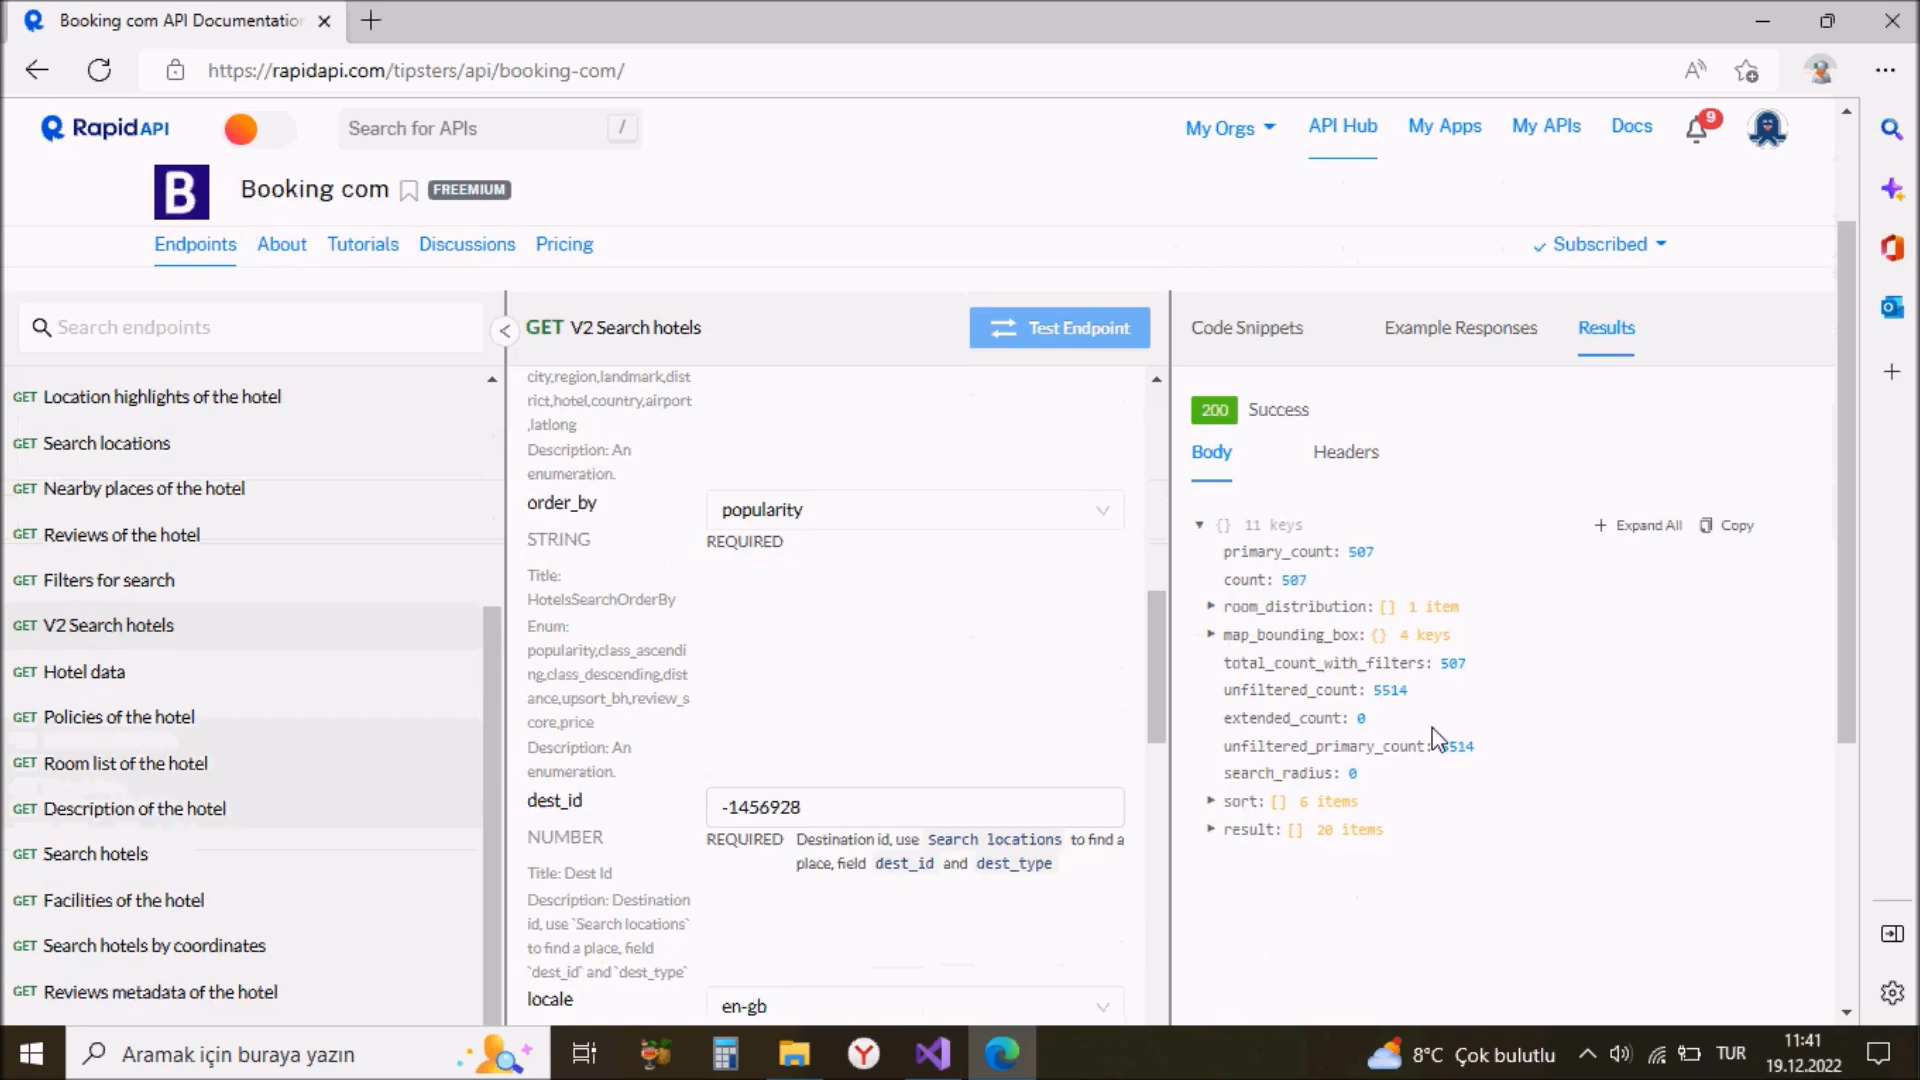 Booking com API Documentation
https://rapidapi.com/tipsters/api/booking-com/
Rapid API
Search for APIs
/
My Orgs
API Hub
My Apps
My APIs
Docs
9
B
Booking com
FREEMIUM
Endpoints
About
Tutorials
Discussions
Pricing
Subscribed
Search endpoints
GET Location highlights of the hotel
GET Search locations
GET Nearby places of the hotel
GET Reviews of the hotel
GET Filters for search
GET V2 Search hotels
GET Hotel data
GET Policies of the hotel
GET Room list of the hotel
GET Description of the hotel
GET Search hotels
GET Facilities of the hotel
GET Search hotels by coordinates
GET Reviews metadata of the hotel
GET V2 Search hotels
Test Endpoint
city,region,landmark,dist
rict,hotel,country,airport
,latlong
Description: An
enumeration.
order_by
popularity
STRING
REQUIRED
Title:
HotelsSearchOrderBy
Enum:
popularity,class_ascendi
ng,class_descending,dist
ance,upsort_bh,review_s
core,price
Description: An
enumeration.
dest_id
-1456928
NUMBER
REQUIRED
Destination id, use Search locations to find a
place, field dest_id and dest_type
Title: Dest Id
Description: Destination
id, use `Search locations`
to find a place, field
`dest_id` and `dest_type`
locale
en-gb
Code Snippets
Example Responses
Results
200 Success
Body
Headers
{} 11 keys
Expand All
Copy
primary_count: 507
count: 507
room_distribution: [] 1 item
map_bounding_box: {} 4 keys
total_count_with_filters: 507
unfiltered_count: 5514
extended_count: 0
unfiltered_primary_count: 5514
search_radius: 0
sort: [] 6 items
result: [] 20 items
Aramak için buraya yazın
8°C Çok bulutlu
TUR
11:41
19.12.2022